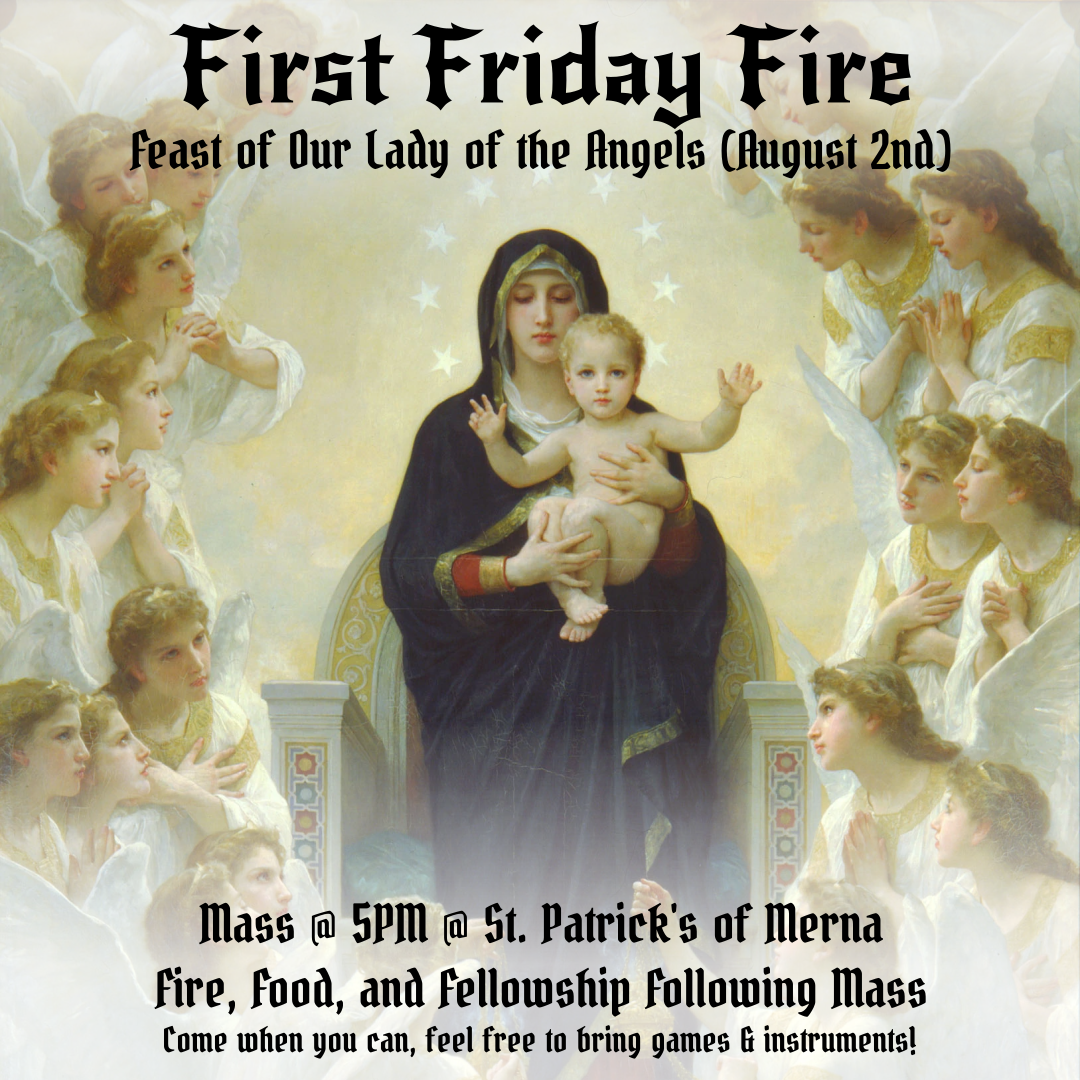 First Friday Fire
Feast of Our Lady of the Angels (August 2nd)
Mass @ 5PM @ St. Patrick's of Merna
Fire, Food, and Fellowship Following Mass
Come when you can, feel free to bring games & instruments!